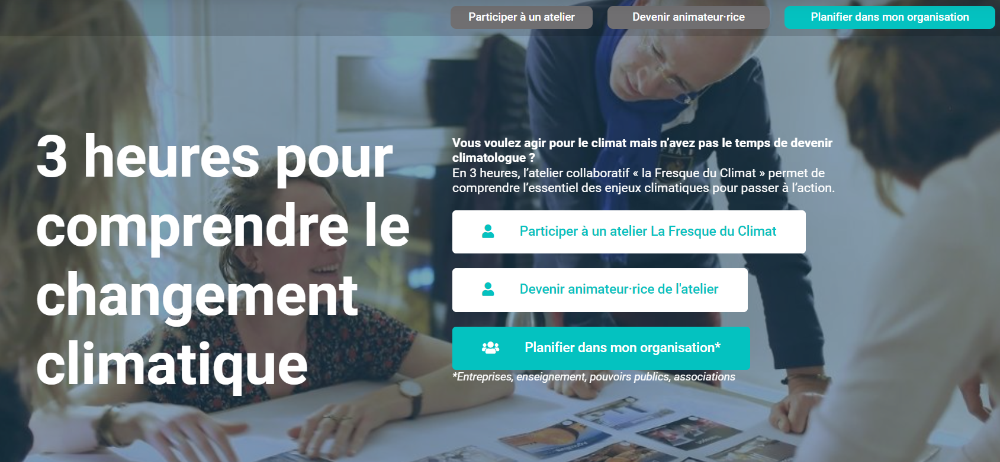 Participer à un atelier
Devenir animateur·rice
Planifier dans mon organisation
3 heures pour
comprendre le
changement
climatique
Vous voulez agir pour le climat mais n’avez pas le temps de devenir
climatologue ?
En 3 heures, l’atelier collaboratif « la Fresque du Climat » permet de
comprendre l’essentiel des enjeux climatiques pour passer à l’action.
Participer à un atelier La Fresque du Climat
Devenir animateur·rice de l'atelier
Planifier dans mon organisation*
*Entreprises, enseignement, pouvoirs publics, associations